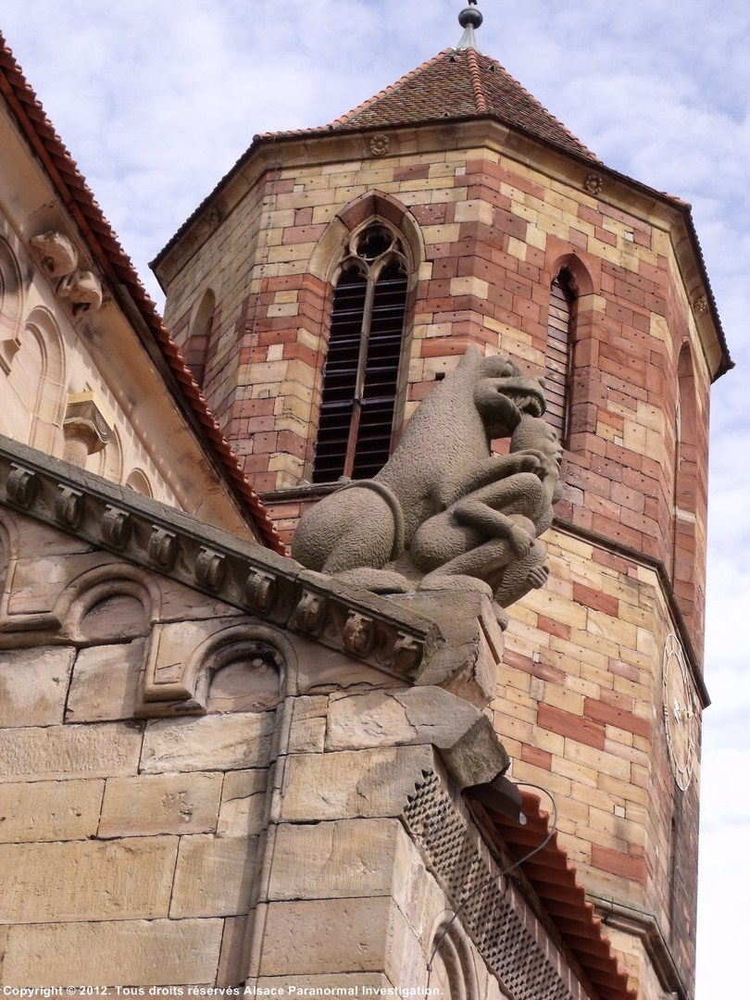 Copyright © 2012. Tous droits réservés Alsace Paranormal Investigation.